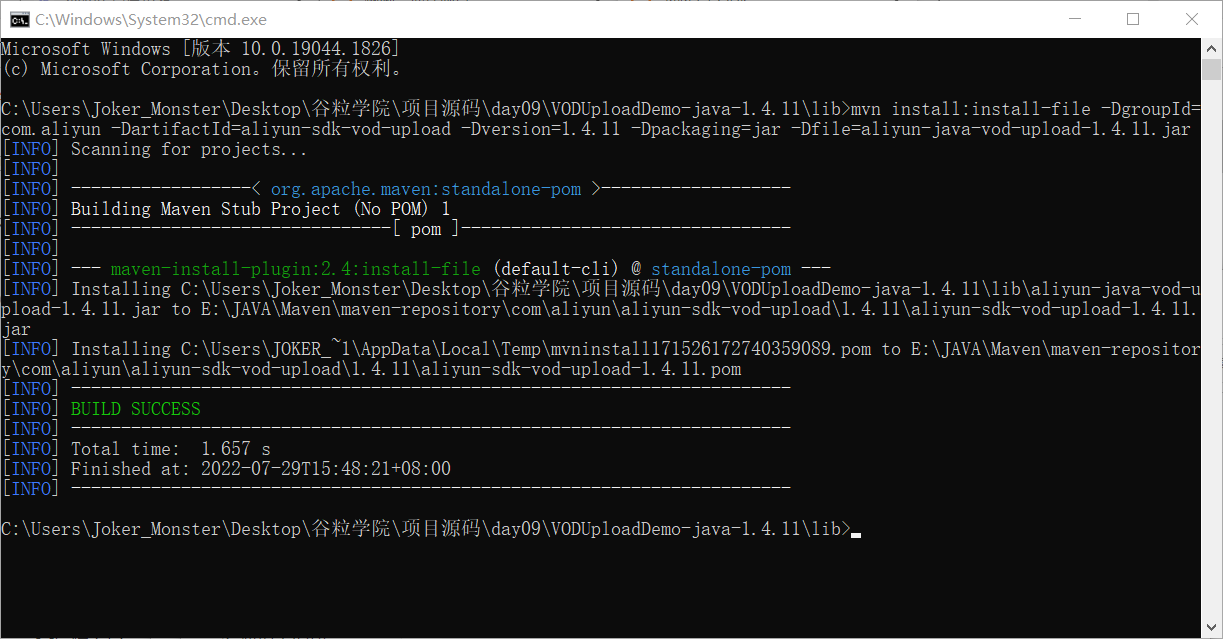 C:\Windows\System32\cmd.exe
Microsoft Windows [版本 10.0.19044.1826]
(c) Microsoft Corporation。保留所有权利。
C:\Users\Joker_Monster\Desktop\谷粒学院\项目源码\day09\VODUploadDemo-java-1.4.11\lib>mvn install:install-file -DgroupId=
com.aliyun -DartifactId=aliyun-sdk-vod-upload -Dversion=1.4.11 -Dpackaging=jar -Dfile=aliyun-java-vod-upload-1.4.11.jar
[INFO] Scanning for projects...
[INFO]
[INFO] ------------------< org.apache.maven:standalone-pom >-------------------
[INFO] Building Maven Stub Project (No POM) 1
[INFO] --------------------------------[ pom ]---------------------------------
[INFO]
[INFO] --- maven-install-plugin:2.4:install-file (default-cli) @ standalone-pom ---
[INFO] Installing C:\Users\Joker_Monster\Desktop\谷粒学院\项目源码\day09\VODUploadDemo-java-1.4.11\lib\aliyun-java-vod-u
pload-1.4.11.jar to E:\JAVA\Maven\maven-repository\com\aliyun\aliyun-sdk-vod-upload\1.4.11\aliyun-sdk-vod-upload-1.4.11.
jar
[INFO] Installing C:\Users\JOKER_~1\AppData\Local\Temp\mvninstall171526172740359089.pom to E:\JAVA\Maven\maven-repositor
y\com\aliyun\aliyun-sdk-vod-upload\1.4.11\aliyun-sdk-vod-upload-1.4.11.pom
[INFO] ------------------------------------------------------------------------
[INFO] BUILD SUCCESS
[INFO] ------------------------------------------------------------------------
[INFO] Total time:  1.657 s
[INFO] Finished at: 2022-07-29T15:48:21+08:00
[INFO] ------------------------------------------------------------------------
C:\Users\Joker_Monster\Desktop\谷粒学院\项目源码\day09\VODUploadDemo-java-1.4.11\lib>